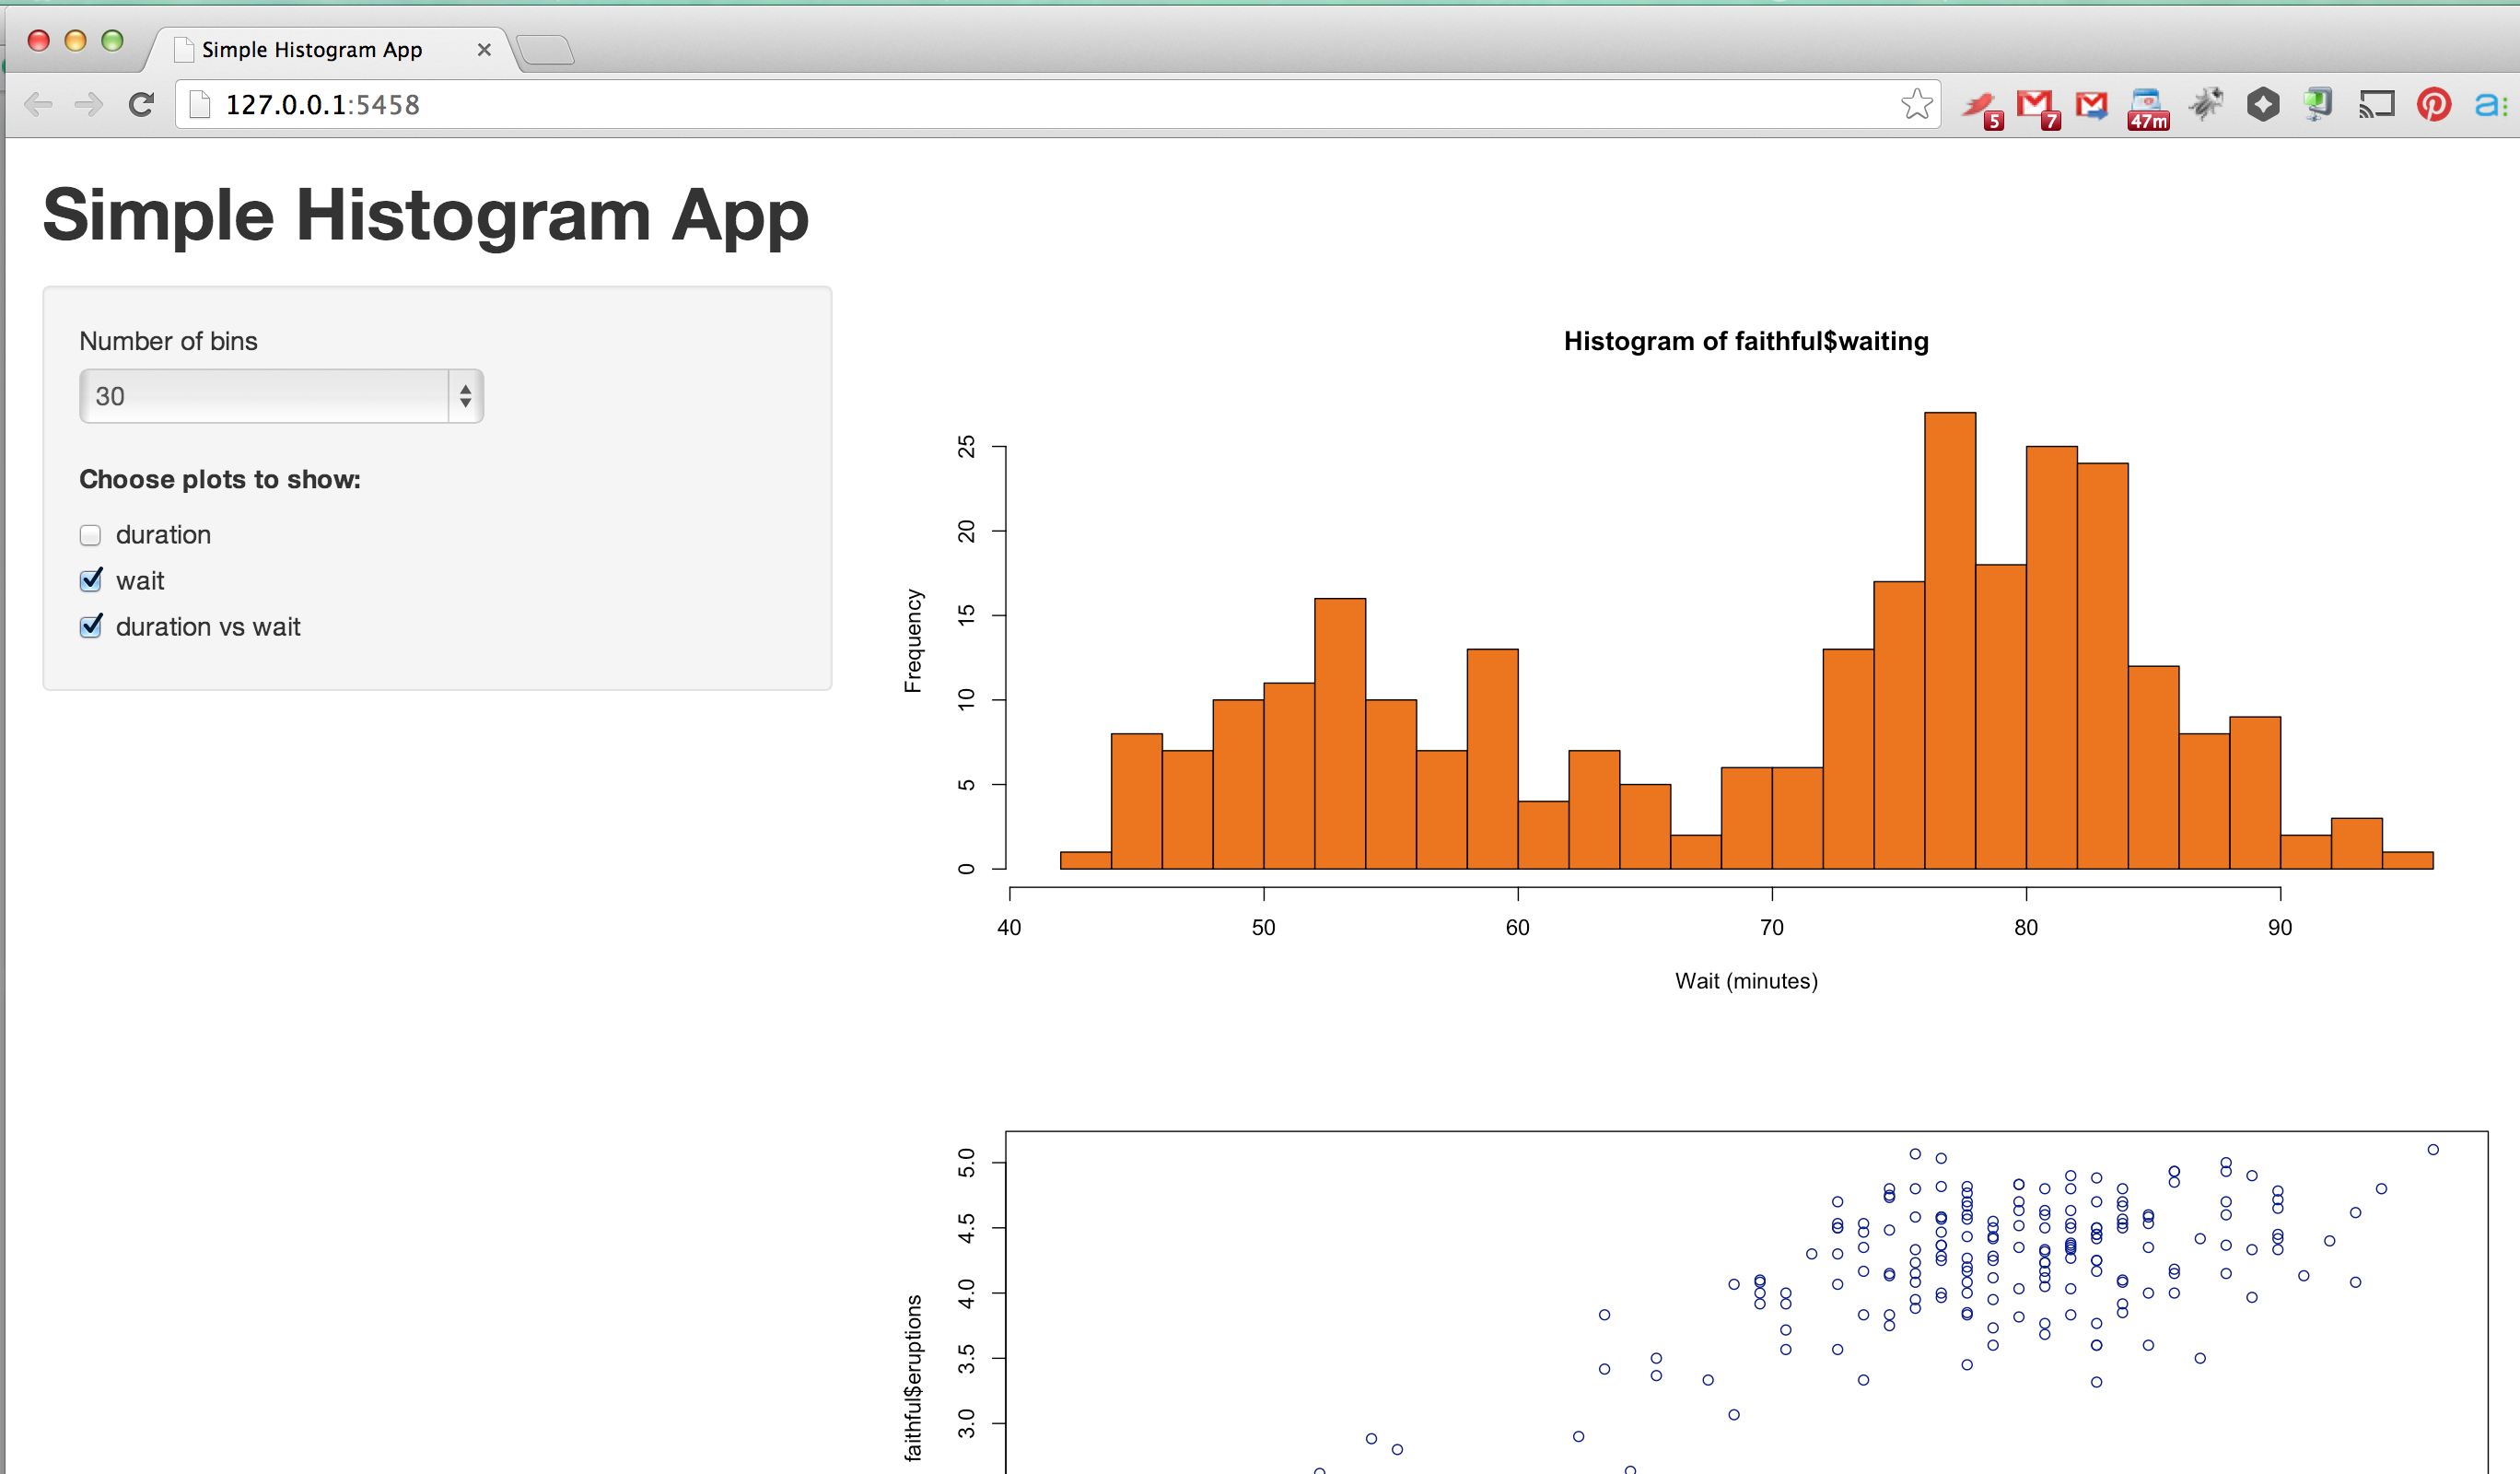 Simple Histogram App
127.0.0.1:5458
5
7
47m
a:
Simple Histogram App
Number of bins
30
Choose plots to show:
duration
wait
duration vs wait
Histogram of faithful$waiting
Frequency
25
20
15
10
5
0
40 50 60 70 80 90
Wait (minutes)
faithful$eruptions
5.0
4.5
4.0
3.5
3.0